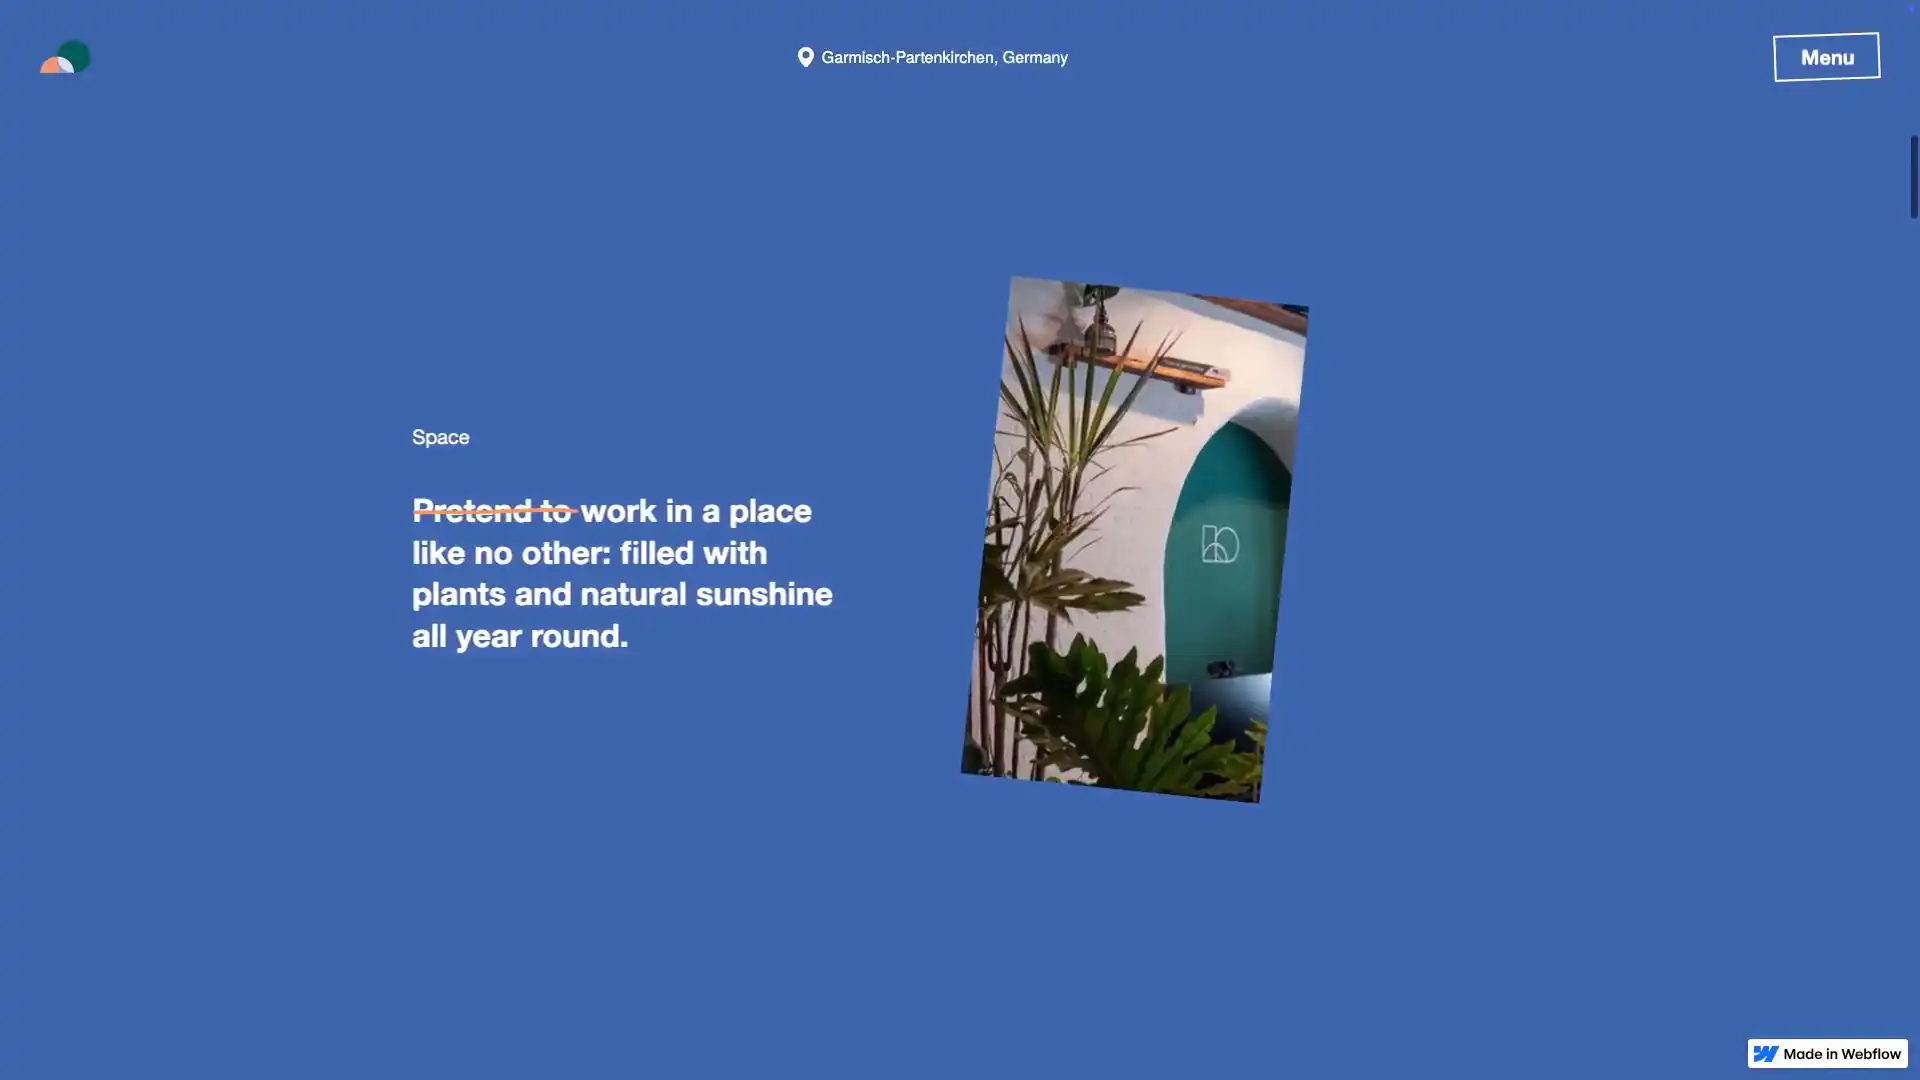 Garmisch-Partenkirchen, Germany
Menu
Space
Pretend to work in a place
like no other: filled with
plants and natural sunshine
all year round.
Made in Webflow